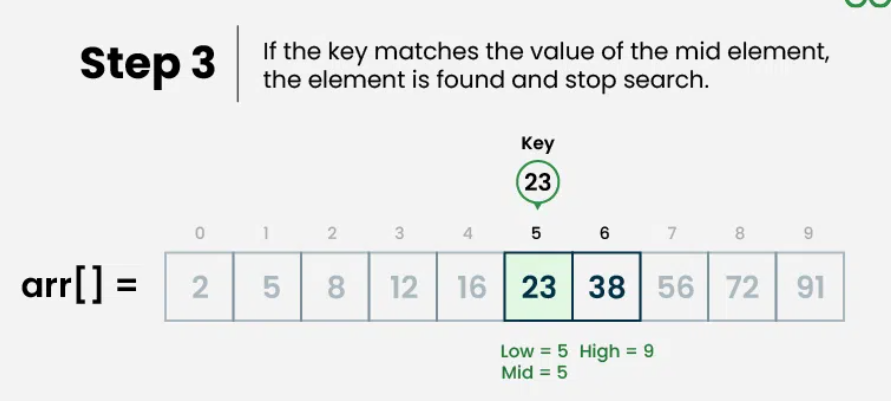 Step 3
If the key matches the value of the mid element,
the element is found and stop search.
Key
23
0 1 2 3 4 5 6 7 8 9
arr[] = 2 5 8 12 16 23 38 56 72 91
Low = 5 High = 9
Mid = 5